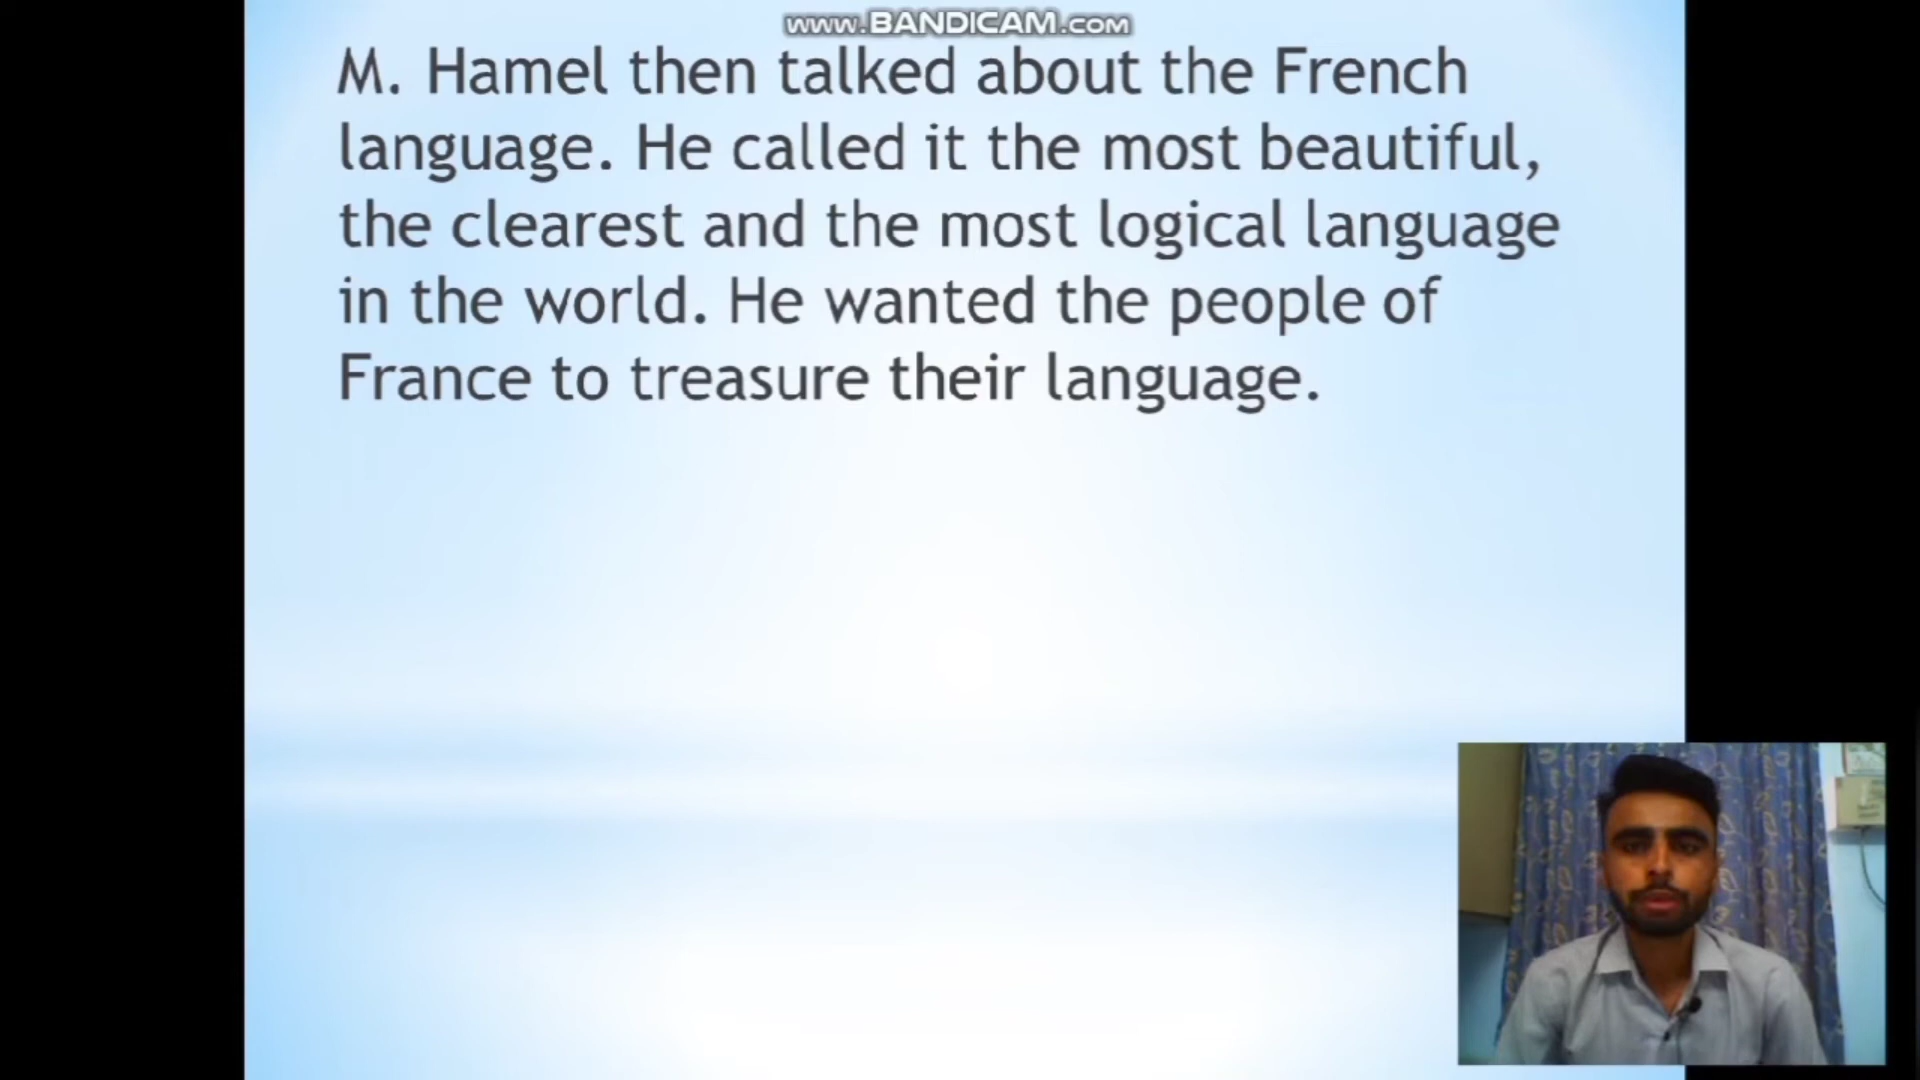 www.BANDICAM.com
M. Hamel then talked about the French
language. He called it the most beautiful,
the clearest and the most logical language
in the world. He wanted the people of
France to treasure their language.